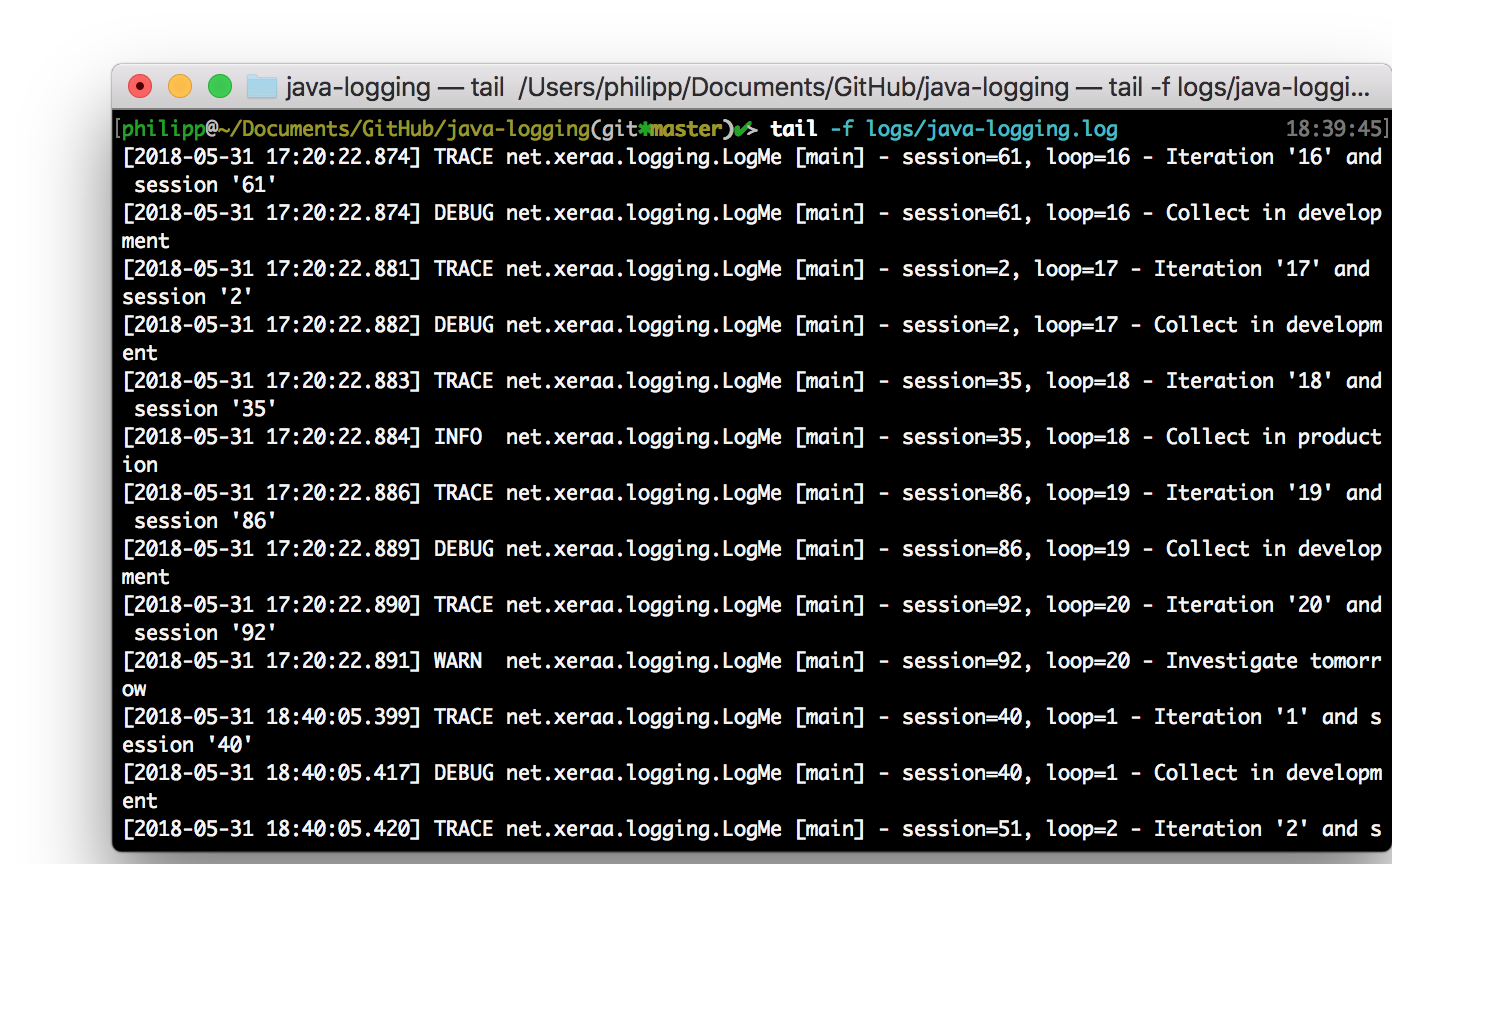 java-logging — tail  /Users/philipp/Documents/GitHub/java-logging — tail -f logs/java-loggi...
[philipp@~/Documents/GitHub/java-logging(git✱master)✔> tail -f logs/java-logging.log 18:39:45]
[2018-05-31 17:20:22.874] TRACE net.xeraa.logging.LogMe [main] - session=61, loop=16 - Iteration '16' and
 session '61'
[2018-05-31 17:20:22.874] DEBUG net.xeraa.logging.LogMe [main] - session=61, loop=16 - Collect in develop
ment
[2018-05-31 17:20:22.881] TRACE net.xeraa.logging.LogMe [main] - session=2, loop=17 - Iteration '17' and
session '2'
[2018-05-31 17:20:22.882] DEBUG net.xeraa.logging.LogMe [main] - session=2, loop=17 - Collect in developm
ent
[2018-05-31 17:20:22.883] TRACE net.xeraa.logging.LogMe [main] - session=35, loop=18 - Iteration '18' and
 session '35'
[2018-05-31 17:20:22.884] INFO  net.xeraa.logging.LogMe [main] - session=35, loop=18 - Collect in product
ion
[2018-05-31 17:20:22.886] TRACE net.xeraa.logging.LogMe [main] - session=86, loop=19 - Iteration '19' and
 session '86'
[2018-05-31 17:20:22.889] DEBUG net.xeraa.logging.LogMe [main] - session=86, loop=19 - Collect in develop
ment
[2018-05-31 17:20:22.890] TRACE net.xeraa.logging.LogMe [main] - session=92, loop=20 - Iteration '20' and
 session '92'
[2018-05-31 17:20:22.891] WARN  net.xeraa.logging.LogMe [main] - session=92, loop=20 - Investigate tomorr
ow
[2018-05-31 18:40:05.399] TRACE net.xeraa.logging.LogMe [main] - session=40, loop=1 - Iteration '1' and s
ession '40'
[2018-05-31 18:40:05.417] DEBUG net.xeraa.logging.LogMe [main] - session=40, loop=1 - Collect in developm
ent
[2018-05-31 18:40:05.420] TRACE net.xeraa.logging.LogMe [main] - session=51, loop=2 - Iteration '2' and s